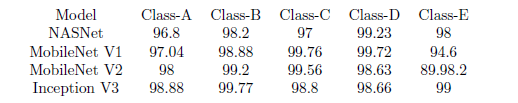 Model Class-A Class-B Class-C Class-D Class-E
NASNet 96.8 98.2 97 99.23 98
MobileNet V1 97.04 98.88 99.76 99.72 94.6
MobileNet V2 98 99.2 99.56 98.63 89.98.2
Inception V3 98.88 99.77 98.8 98.66 99